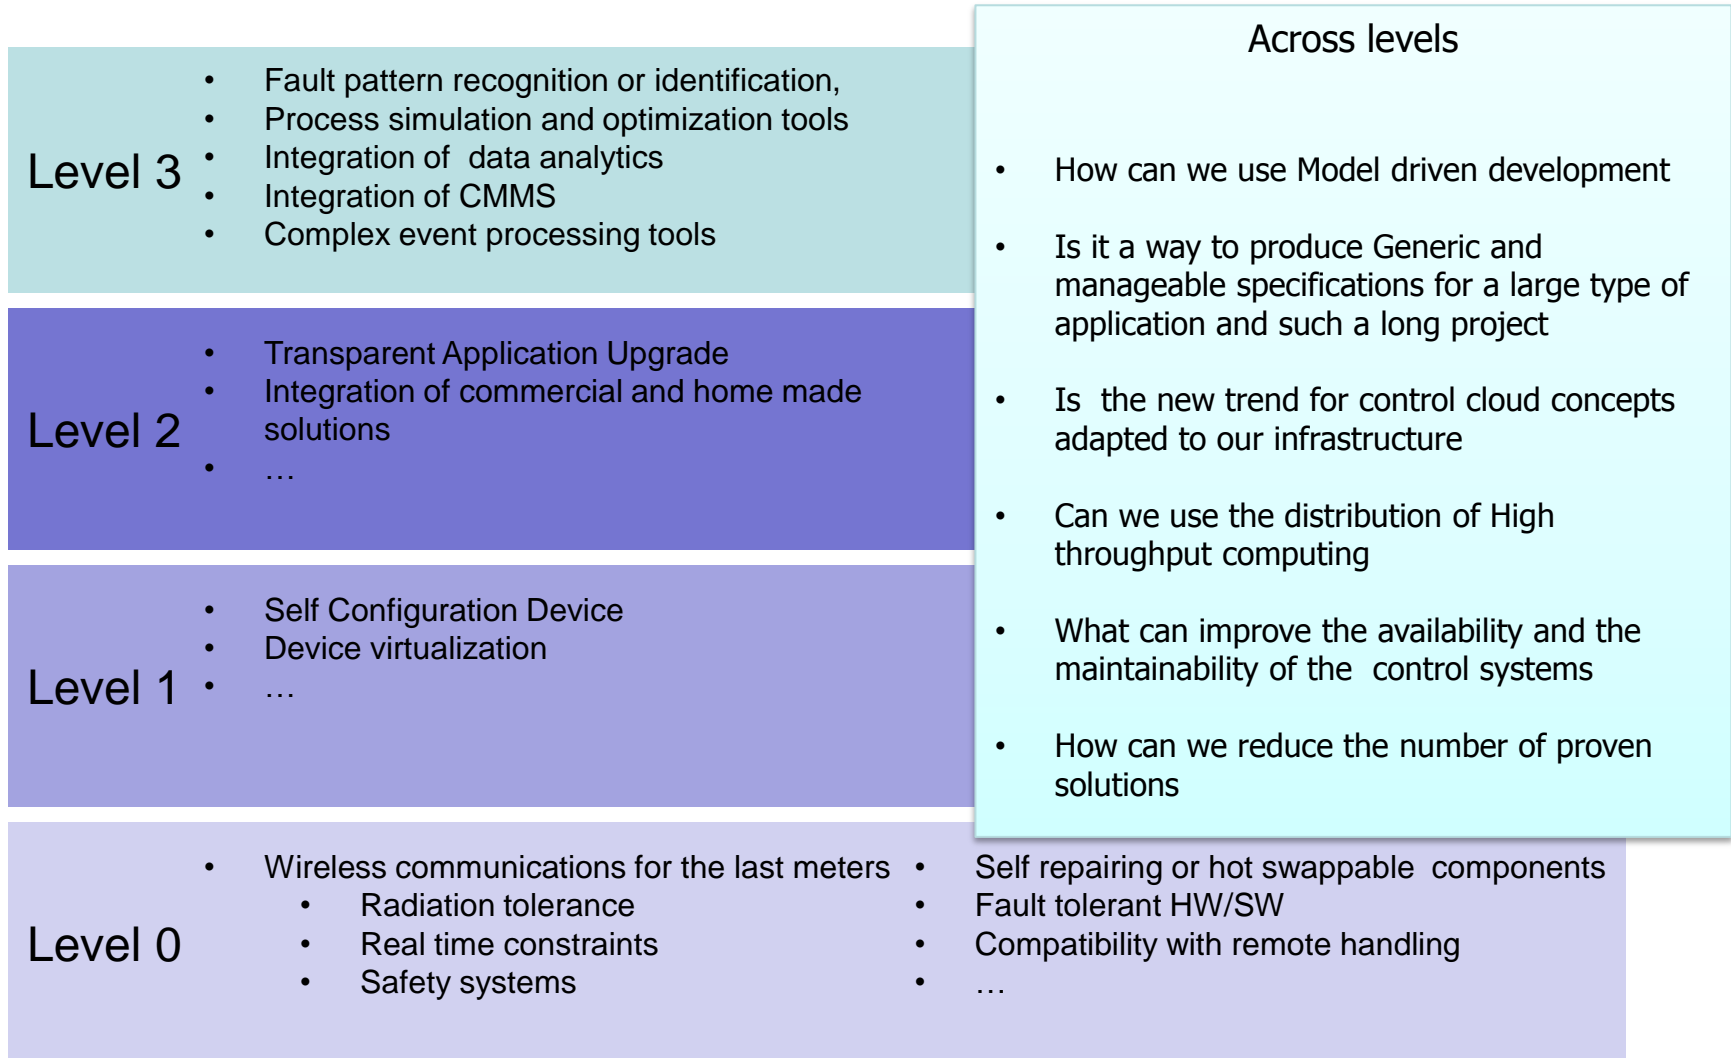 Across levels
Level 3
• Fault pattern recognition or identification,
• Process simulation and optimization tools
• Integration of  data analytics
• Integration of CMMS
• Complex event processing tools
Level 2
• Transparent Application Upgrade
• Integration of commercial and home made
solutions
• …
Level 1
• Self Configuration Device
• Device virtualization
• …
• How can we use Model driven development
• Is it a way to produce Generic and
manageable specifications for a large type of
application and such a long project
• Is  the new trend for control cloud concepts
adapted to our infrastructure
• Can we use the distribution of High
throughput computing
• What can improve the availability and the
maintainability of the  control systems
• How can we reduce the number of proven
solutions
Level 0
• Wireless communications for the last meters
• Radiation tolerance
• Real time constraints
• Safety systems
• Self repairing or hot swappable  components
• Fault tolerant HW/SW
• Compatibility with remote handling
• …